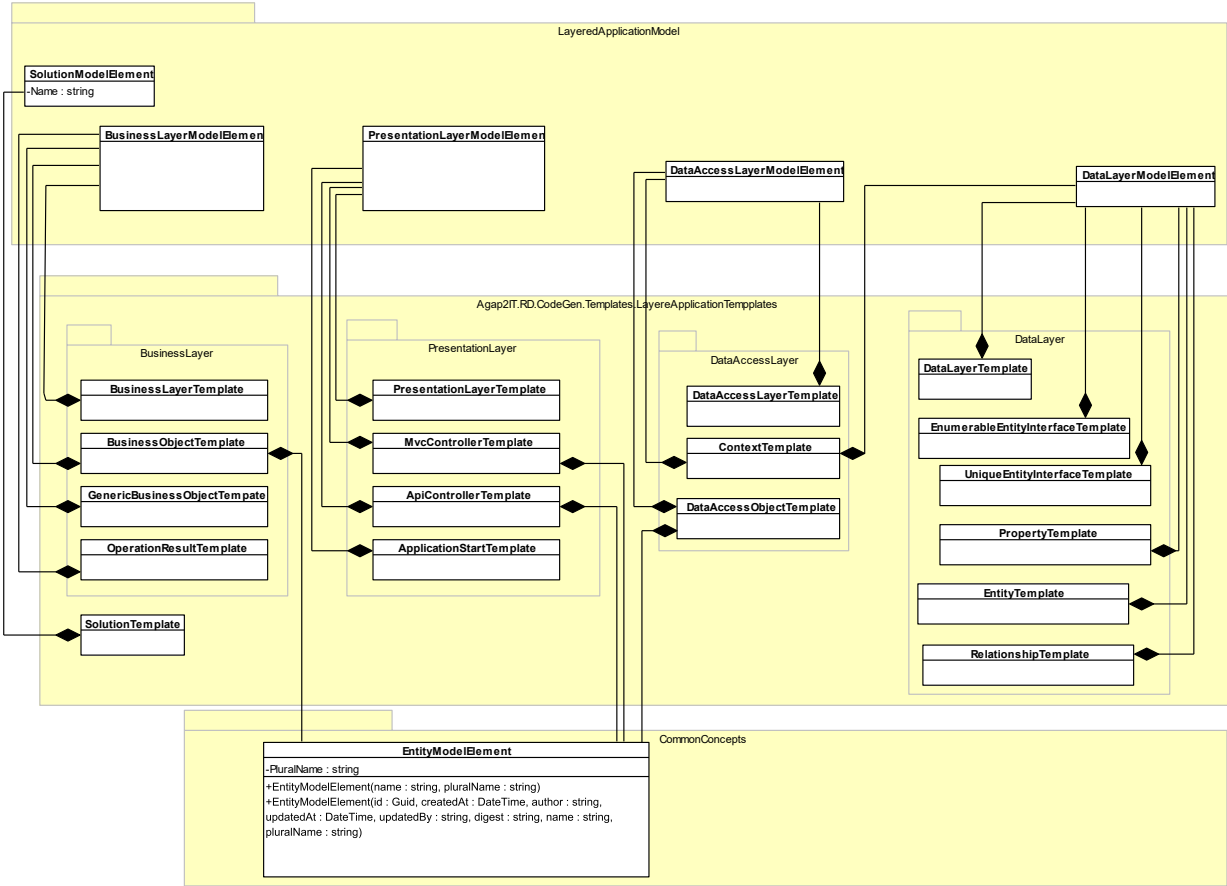 LayeredApplicationModel
SolutionModelElement
-Name : string
BusinessLayerModelElemen
PresentationLayerModelElemen
DataAccessLayerModelElement
DataLayerModelElement
Agap2IT.RD.CodeGen.Templates.LayereApplicationTempplates
BusinessLayer
BusinessLayerTemplate
BusinessObjectTemplate
GenericBusinessObjectTempate
OperationResultTemplate
SolutionTemplate
PresentationLayer
PresentationLayerTemplate
MvcControllerTemplate
ApiControllerTemplate
ApplicationStartTemplate
DataAccessLayer
DataAccessLayerTemplate
ContextTemplate
DataAccessObjectTemplate
DataLayer
DataLayerTemplate
EnumerableEntityInterfaceTemplate
UniqueEntityInterfaceTemplate
PropertyTemplate
EntityTemplate
RelationshipTemplate
CommonConcepts
EntityModelElement
-PluralName : string
+EntityModelElement(name : string, pluralName : string)
+EntityModelElement(id : Guid, createdAt : DateTime, author : string,
updatedAt : DateTime, updatedBy : string, digest : string, name : string,
pluralName : string)